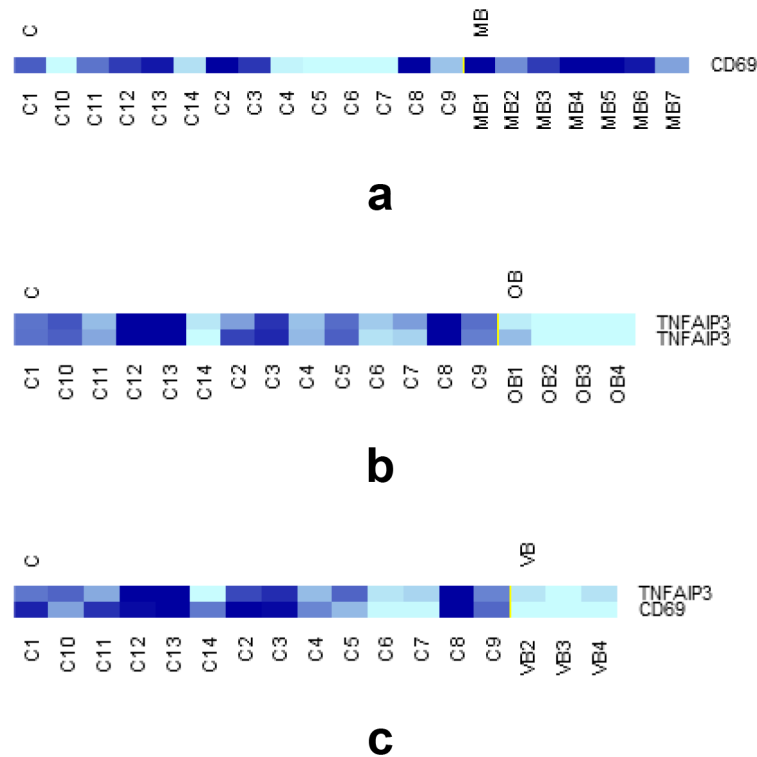 C MB
CD69
C1 C10 C11 C12 C13 C14 C2 C3 C4 C5 C6 C7 C8 C9 MB1 MB2 MB3 MB4 MB5 MB6 MB7
a
C OB
TNFAIP3
TNFAIP3
C1 C10 C11 C12 C13 C14 C2 C3 C4 C5 C6 C7 C8 C9 OB1 OB2 OB3 OB4
b
C VB
TNFAIP3
CD69
C1 C10 C11 C12 C13 C14 C2 C3 C4 C5 C6 C7 C8 C9 VB2 VB3 VB4
c